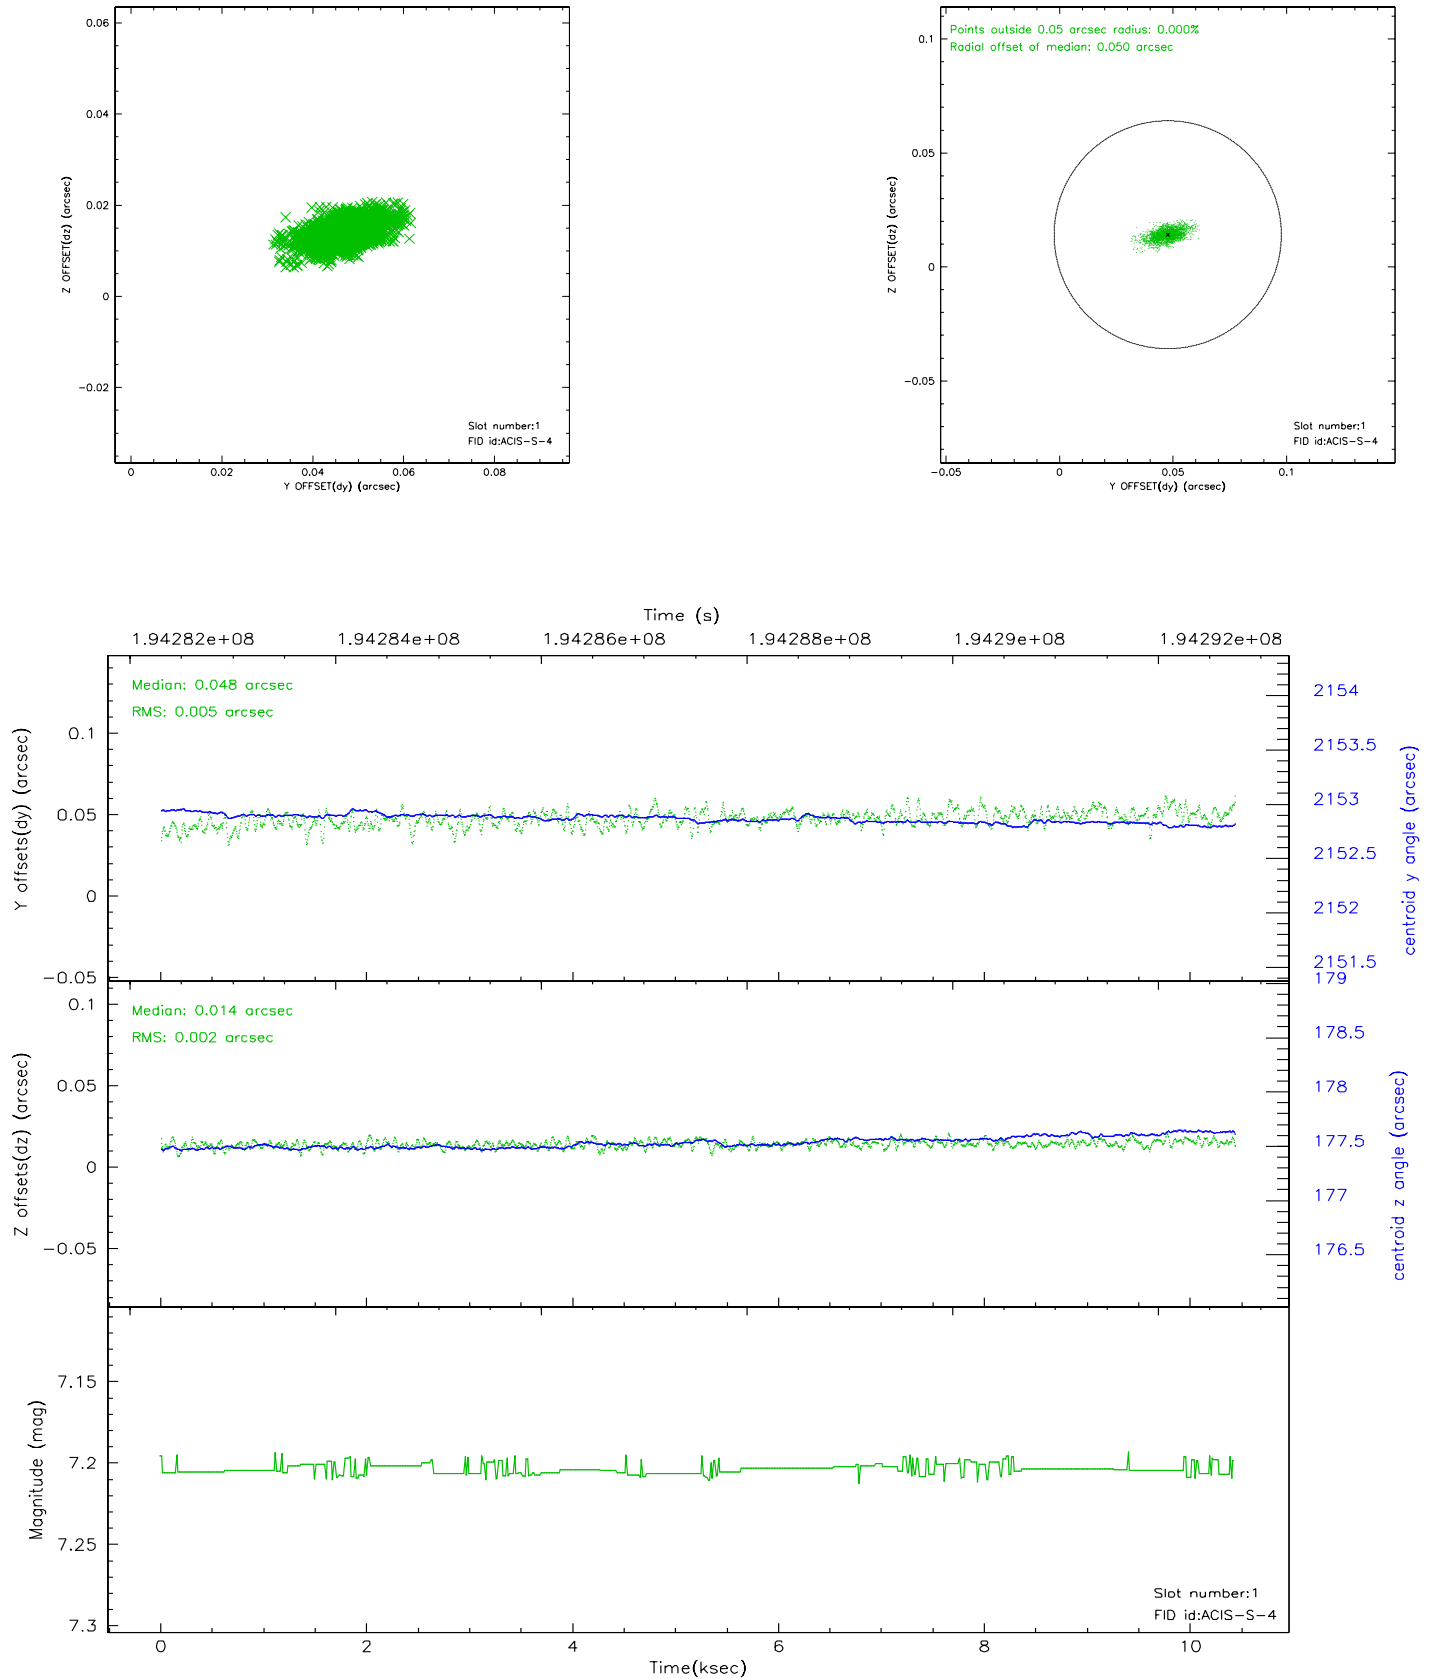 0.06
0.04
0.02
0
−0.02
Z OFFSET(dz) (arcsec)
Slot number:1
FID id:ACIS−S−4
0 0.02 0.04 0.06 0.08
Y OFFSET(dy) (arcsec)
Points outside 0.05 arcsec radius: 0.000%
Radial offset of median: 0.050 arcsec
0.1
0.05
0
−0.05
Z OFFSET(dz) (arcsec)
Slot number:1
FID id:ACIS−S−4
−0.05 0 0.05 0.1
Y OFFSET(dy) (arcsec)
Time (s)
1.94282e+08 1.94284e+08 1.94286e+08 1.94288e+08 1.9429e+08 1.94292e+08
Median: 0.048 arcsec
RMS: 0.005 arcsec
0.1
0.05
0
−0.05
Y offsets(dy) (arcsec)
2154
2153.5
2153
2152.5
2152
2151.5
centroid y angle (arcsec)
Median: 0.014 arcsec
RMS: 0.002 arcsec
0.1
0.05
0
−0.05
Z offsets(dz) (arcsec)
179
178.5
178
177.5
177
176.5
centroid z angle (arcsec)
7.15
7.2
7.25
7.3
Magnitude (mag)
Slot number:1
FID id:ACIS−S−4
0 2 4 6 8 10
Time(ksec)